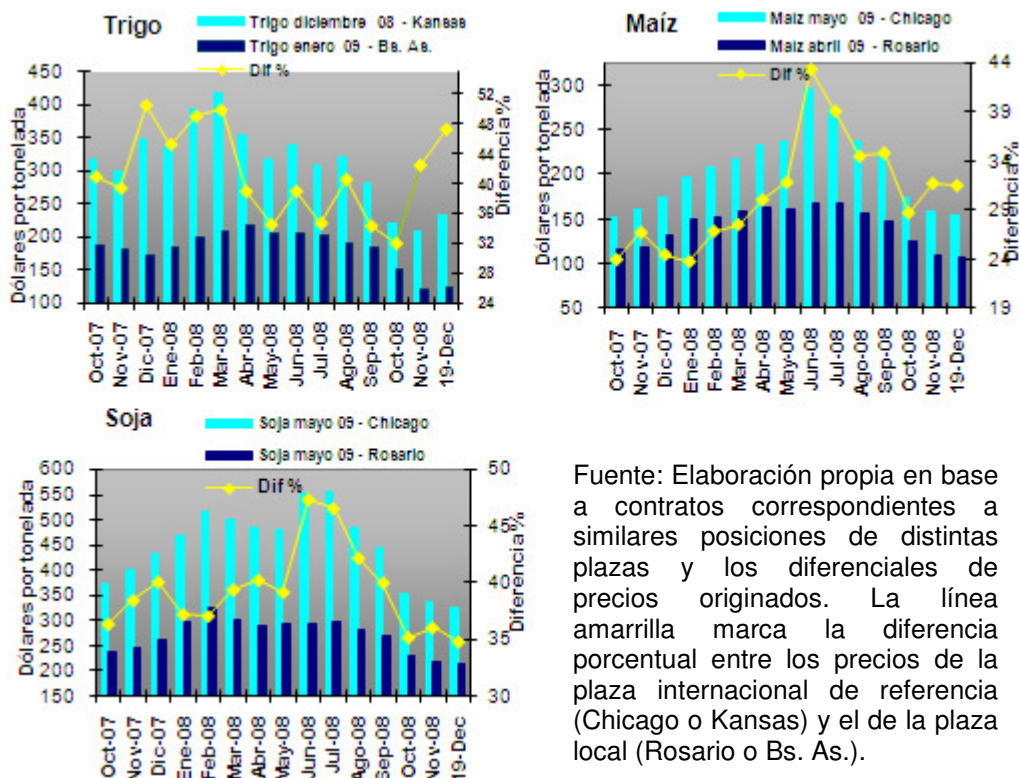 Trigo
Trigo diciembre 08 - Kansas
Trigo enero 09 - Bs. As.
Dif %
Dólares por tonelada
450
400
350
300
250
200
150
100
52
48
44
40
36
32
28
24
Diferencia %
Oct-07
Nov-07
Dic-07
Ene-08
Feb-08
Mar-08
Abr-08
May-08
Jun-08
Jul-08
Ago-08
Sep-08
Oct-08
Nov-08
19-Dec
Maíz
Maiz mayo 09 - Chicago
Maiz abril 09 - Rosario
Dif %
Dólares por tonelada
300
250
200
150
100
50
44
39
34
29
24
19
Diferencia %
Oct-07
Nov-07
Dic-07
Ene-08
Feb-08
Mar-08
Abr-08
May-08
Jun-08
Jul-08
Ago-08
Sep-08
Oct-08
Nov-08
19-Dec
Soja
Soja mayo 09 - Chicago
Soja mayo 09 - Rosario
Dif %
Dólares por tonelada
600
550
500
450
400
350
300
250
200
150
50
45
40
35
30
Diferencia %
Oct-07
Nov-07
Dic-07
Ene-08
Feb-08
Mar-08
Abr-08
May-08
Jun-08
Jul-08
Ago-08
Sep-08
Oct-08
Nov-08
19-Dec
Fuente: Elaboración propia en base
a contratos correspondientes a
similares posiciones de distintas
plazas y los diferenciales de
precios originados. La línea
amarrilla marca la diferencia
porcentual entre los precios de la
plaza internacional de referencia
(Chicago o Kansas) y el de la plaza
local (Rosario o Bs. As.).